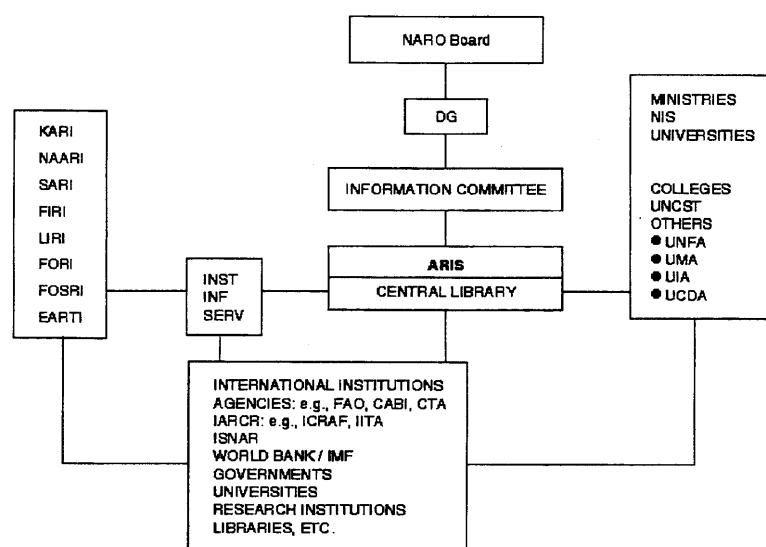 NARO Board
DG
INFORMATION COMMITTEE
ARIS
CENTRAL LIBRARY
KARI
NAARI
SARI
FIRI
LIRI
FORI
FOSRI
EARTI
INST
INF
SERV
MINISTRIES
NIS
UNIVERSITIES
COLLEGES
UNCST
OTHERS
● UNFA
● UMA
● UIA
● UCDA
INTERNATIONAL INSTITUTIONS
AGENCIES: e.g., FAO, CABI, CTA
IARCR: e.g., ICRAF, IITA
ISNAR
WORLD BANK / IMF
GOVERNMENTS
UNIVERSITIES
RESEARCH INSTITUTIONS
LIBRARIES, ETC.